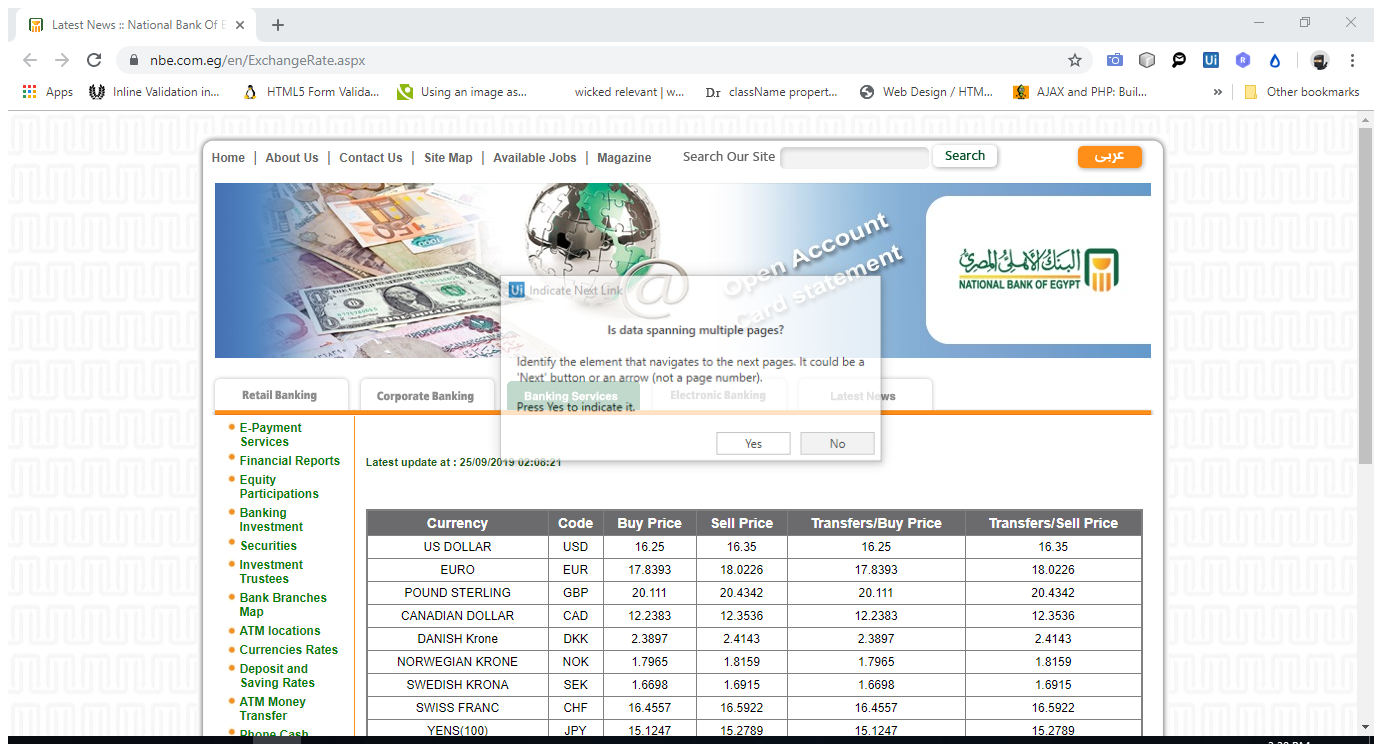 Latest News :: National Bank Of E
nbe.com.eg/en/ExchangeRate.aspx
Apps Inline Validation in... HTML5 Form Valida... Using an image as... wicked relevant | w... Dr className propert... Web Design / HTM... AJAX and PHP: Buil... » Other bookmarks
Home | About Us | Contact Us | Site Map | Available Jobs | Magazine Search Our Site Search عربى
Open Account
Card statement
البنك الأهلي المصري
NATIONAL BANK OF EGYPT
Ui Indicate Next Link
Is data spanning multiple pages?
Identify the element that navigates to the next pages. It could be a
'Next' button or an arrow (not a page number).
Press Yes to indicate it.
Yes No
Retail Banking Corporate Banking Banking Services Electronic Banking Latest News
E-Payment
Services
Financial Reports
Equity
Participations
Banking
Investment
Securities
Investment
Trustees
Bank Branches
Map
ATM locations
Currencies Rates
Deposit and
Saving Rates
ATM Money
Transfer
Phone Cash
Latest update at : 25/09/2019 02:08:21
Currency Code Buy Price Sell Price Transfers/Buy Price Transfers/Sell Price
US DOLLAR USD 16.25 16.35 16.25 16.35
EURO EUR 17.8393 18.0226 17.8393 18.0226
POUND STERLING GBP 20.111 20.4342 20.111 20.4342
CANADIAN DOLLAR CAD 12.2383 12.3536 12.2383 12.3536
DANISH Krone DKK 2.3897 2.4143 2.3897 2.4143
NORWEGIAN KRONE NOK 1.7965 1.8159 1.7965 1.8159
SWEDISH KRONA SEK 1.6698 1.6915 1.6698 1.6915
SWISS FRANC CHF 16.4557 16.5922 16.4557 16.5922
YENS(100) JPY 15.1247 15.2789 15.1247 15.2789